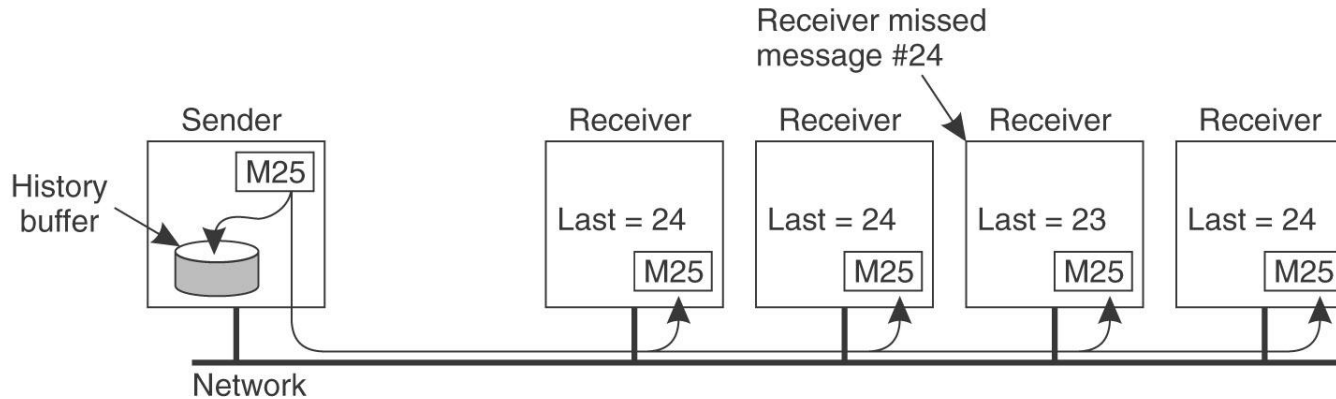 Receiver missed
message #24
Sender
Receiver
Receiver
Receiver
Receiver
M25
History
buffer
Last = 24
Last = 24
Last = 23
Last = 24
M25
M25
M25
M25
Network